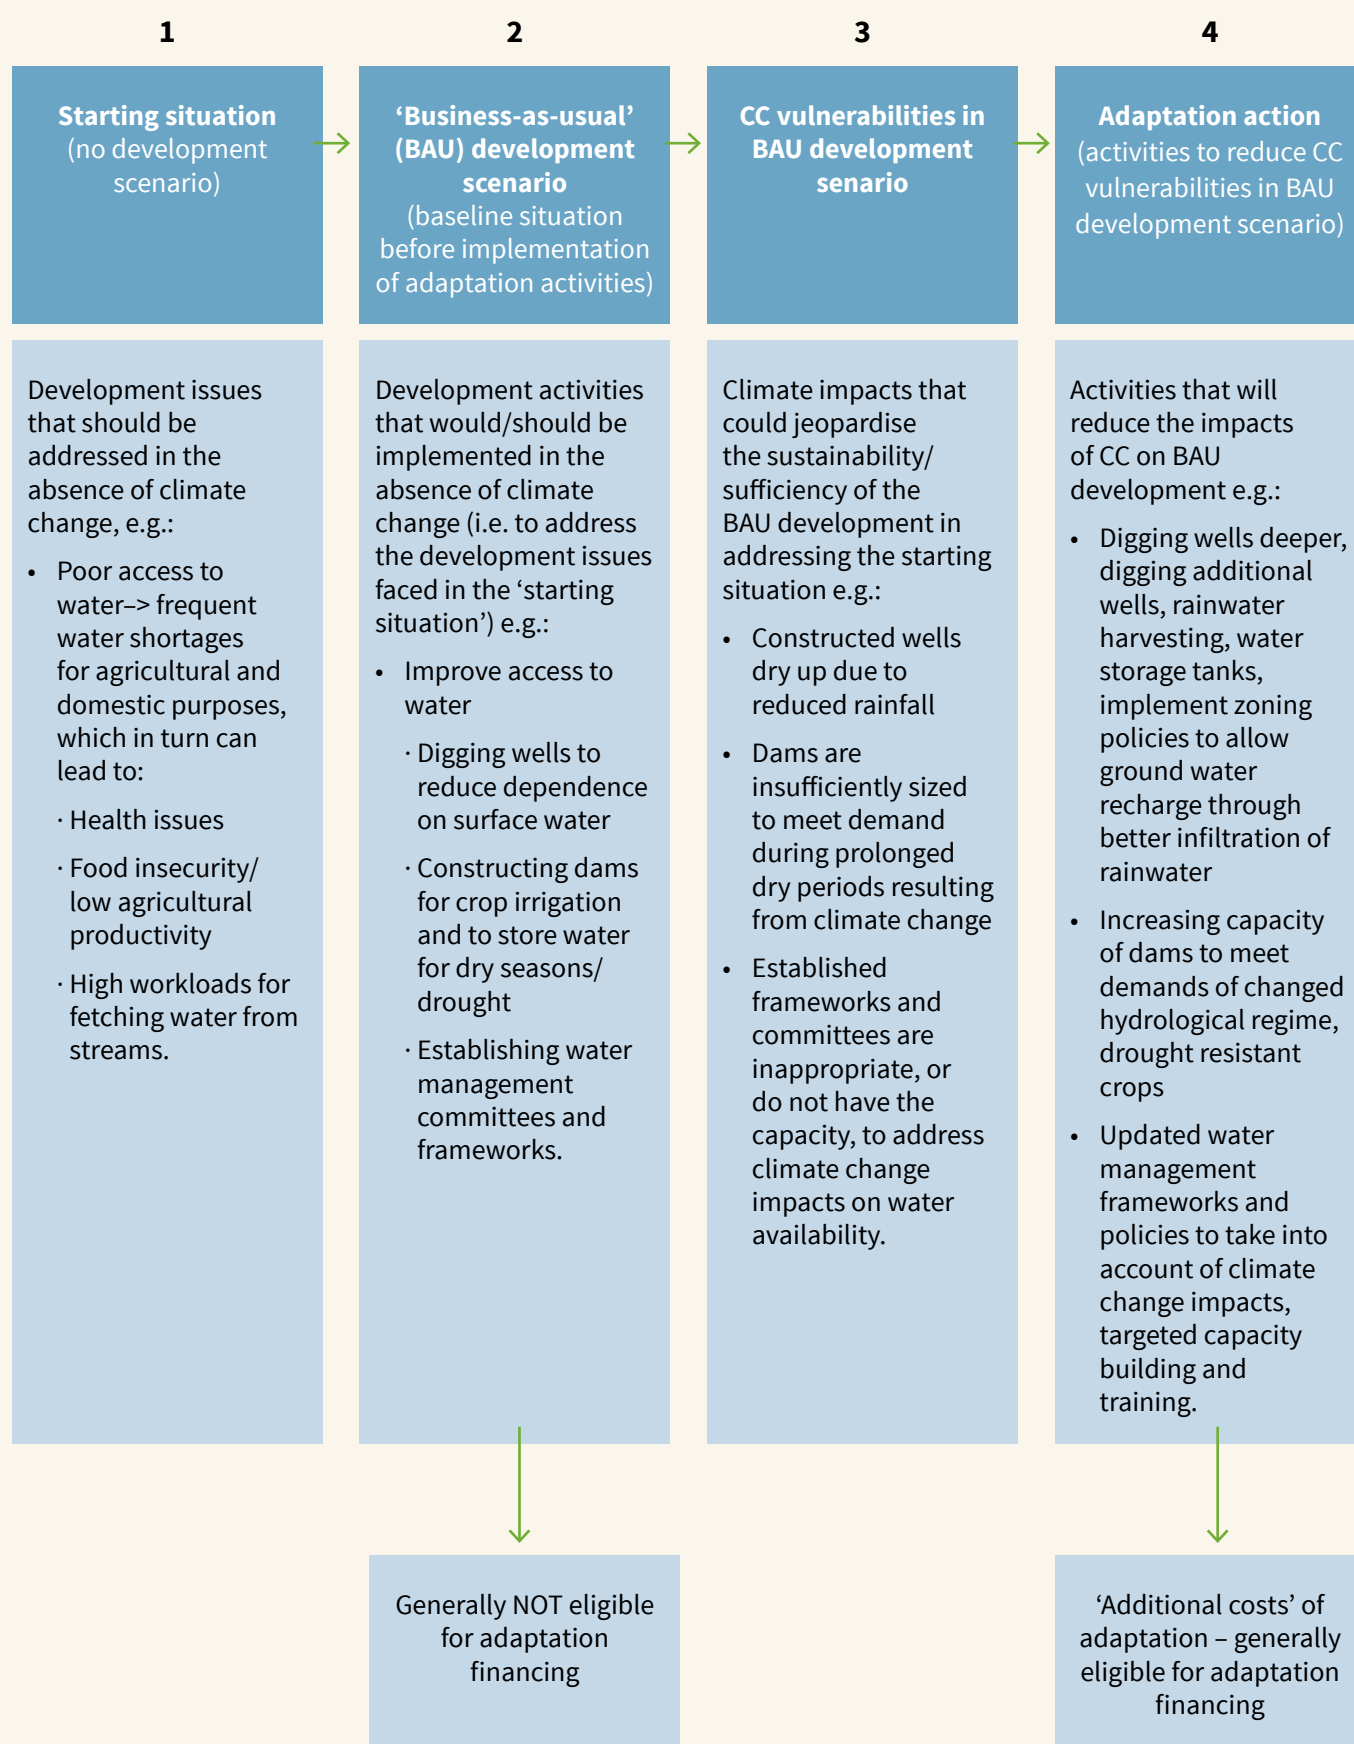 1
Starting situation
(no development
scenario)
Development issues
that should be
addressed in the
absence of climate
change, e.g.:
• Poor access to
water–> frequent
water shortages
for agricultural and
domestic purposes,
which in turn can
lead to:
· Health issues
· Food insecurity/
low agricultural
productivity
· High workloads for
fetching water from
streams.
2
‘Business-as-usual’
(BAU) development
scenario
(baseline situation
before implementation
of adaptation activities)
Development activities
that would/should be
implemented in the
absence of climate
change (i.e. to address
the development issues
faced in the ‘starting
situation’) e.g.:
• Improve access to
water
· Digging wells to
reduce dependence
on surface water
· Constructing dams
for crop irrigation
and to store water
for dry seasons/
drought
· Establishing water
management
committees and
frameworks.
Generally NOT eligible
for adaptation
financing
3
CC vulnerabilities in
BAU development
senario
Climate impacts that
could jeopardise
the sustainability/
sufficiency of the
BAU development in
addressing the starting
situation e.g.:
• Constructed wells
dry up due to
reduced rainfall
• Dams are
insufficiently sized
to meet demand
during prolonged
dry periods resulting
from climate change
• Established
frameworks and
committees are
inappropriate, or
do not have the
capacity, to address
climate change
impacts on water
availability.
4
Adaptation action
(activities to reduce CC
vulnerabilities in BAU
development scenario)
Activities that will
reduce the impacts
of CC on BAU
development e.g.:
• Digging wells deeper,
digging additional
wells, rainwater
harvesting, water
storage tanks,
implement zoning
policies to allow
ground water
recharge through
better infiltration of
rainwater
• Increasing capacity
of dams to meet
demands of changed
hydrological regime,
drought resistant
crops
• Updated water
management
frameworks and
policies to take into
account of climate
change impacts,
targeted capacity
building and
training.
‘Additional costs’ of
adaptation – generally
eligible for adaptation
financing